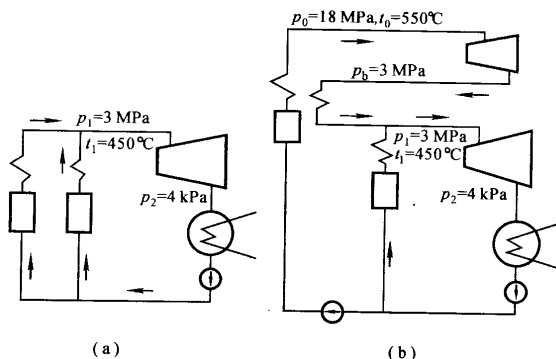 p₁=3 MPa
t₁=450℃
p₂=4 kPa
(a)
p₀=18 MPa,t₀=550℃
p_b=3 MPa
p₁=3 MPa
t₁=450℃
p₂=4 kPa
(b)